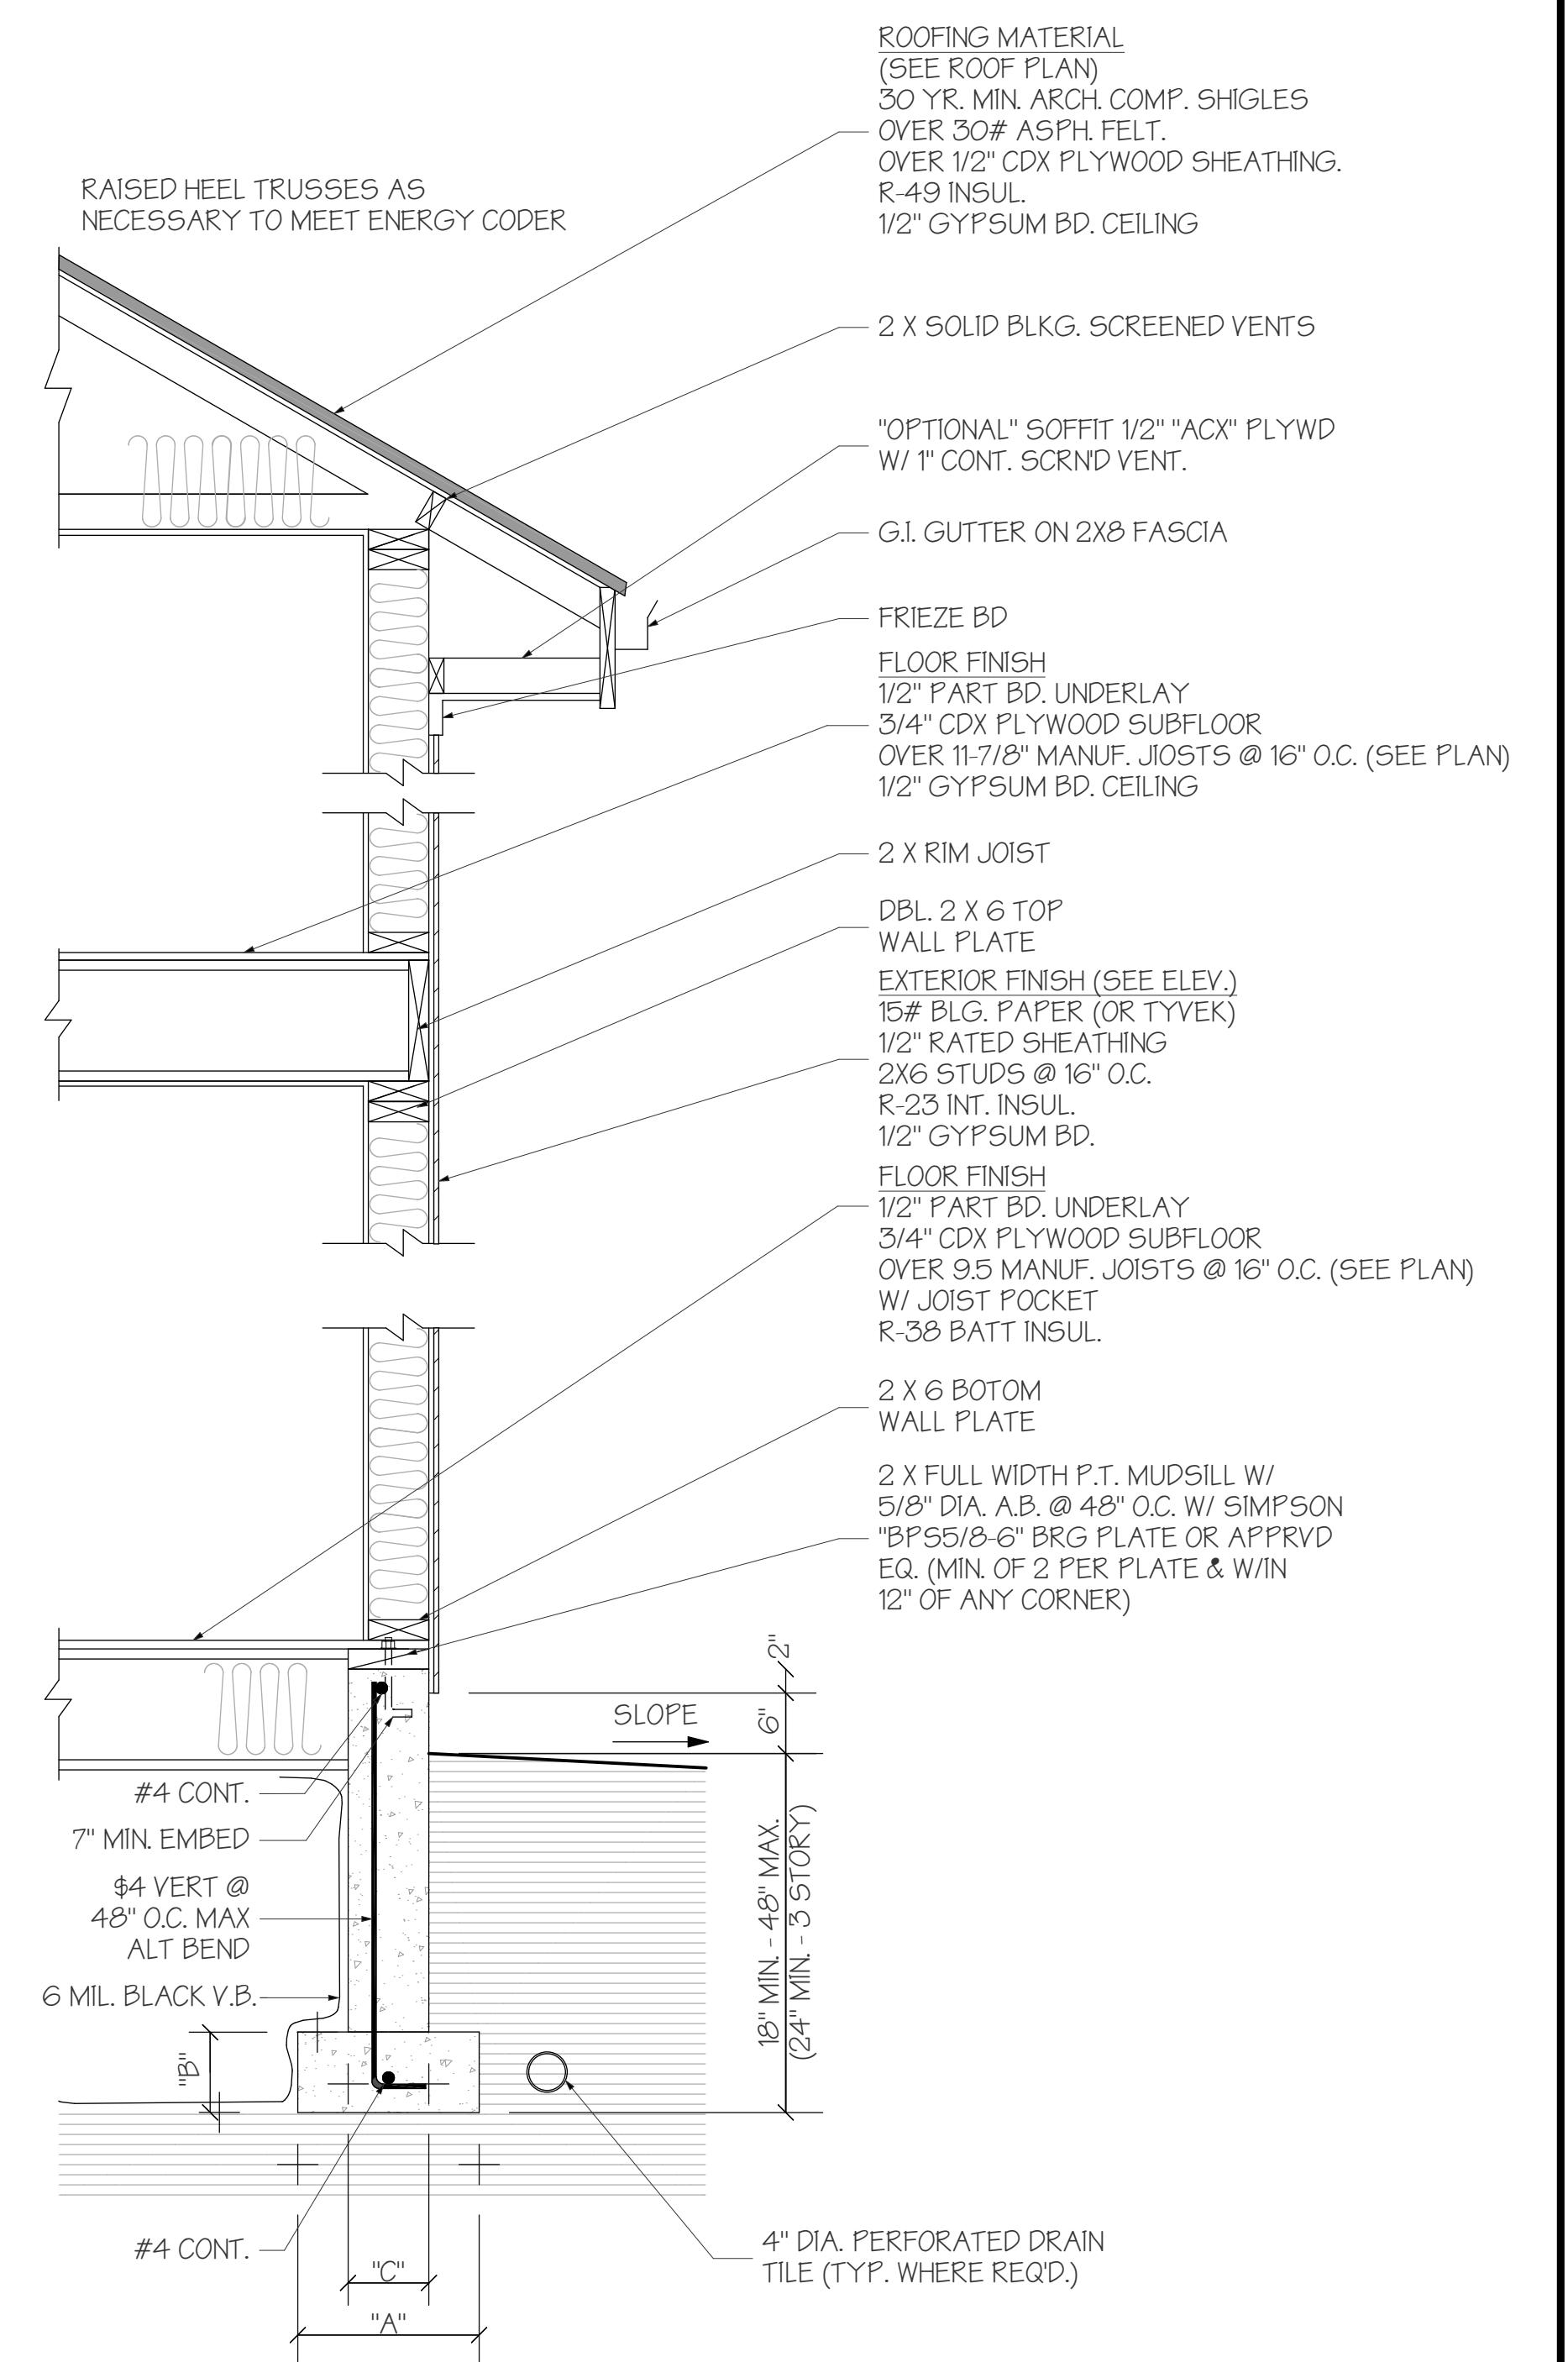 ROOFING MATERIAL
(SEE ROOF PLAN)
30 YR. MIN. ARCH. COMP. SHIGLES
OVER 30# ASPH. FELT.
OVER 1/2" CDX PLYWOOD SHEATHING.
R-49 INSUL.
1/2" GYPSUM BD. CEILING
RAISED HEEL TRUSSES AS
NECESSARY TO MEET ENERGY CODER
2 X SOLID BLKG. SCREENED VENTS
"OPTIONAL" SOFFIT 1/2" "ACX" PLYWD
W/ 1" CONT. SCRN'D VENT.
G.I. GUTTER ON 2X8 FASCIA
FRIEZE BD
FLOOR FINISH
1/2" PART BD. UNDERLAY
3/4" CDX PLYWOOD SUBFLOOR
OVER 11-7/8" MANUF. JIOSTS @ 16" O.C. (SEE PLAN)
1/2" GYPSUM BD. CEILING
2 X RIM JOIST
DBL. 2 X 6 TOP
WALL PLATE
EXTERIOR FINISH (SEE ELEV.)
15# BLG. PAPER (OR TYVEK)
1/2" RATED SHEATHING
2X6 STUDS @ 16" O.C.
R-23 INT. INSUL.
1/2" GYPSUM BD.
FLOOR FINISH
1/2" PART BD. UNDERLAY
3/4" CDX PLYWOOD SUBFLOOR
OVER 9.5 MANUF. JOISTS @ 16" O.C. (SEE PLAN)
W/ JOIST POCKET
R-38 BATT INSUL.
2 X 6 BOTOM
WALL PLATE
2 X FULL WIDTH P.T. MUDSILL W/
5/8" DIA. A.B. @ 48" O.C. W/ SIMPSON
"BPS5/8-6" BRG PLATE OR APPRVD
EQ. (MIN. OF 2 PER PLATE & W/IN
12" OF ANY CORNER)
2"
6"
SLOPE
18" MIN. - 48" MAX.
(24" MIN. - 3 STORY)
#4 CONT.
7" MIN. EMBED
$4 VERT @
48" O.C. MAX
ALT BEND
6 MIL. BLACK V.B.
"B"
#4 CONT.
4" DIA. PERFORATED DRAIN
TILE (TYP. WHERE REQ'D.)
"C"
"A"